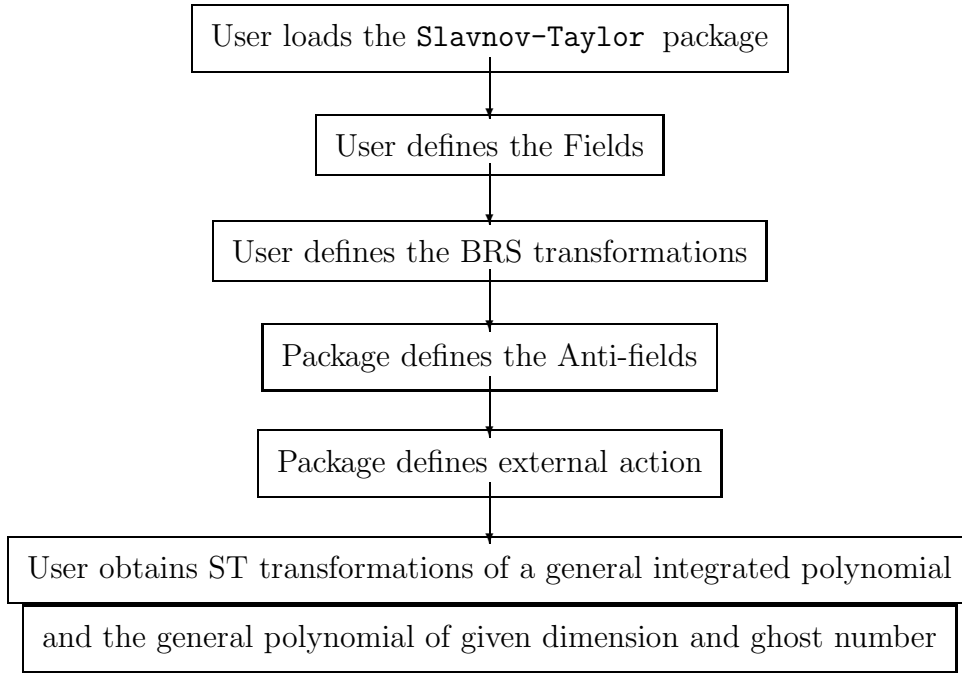 User loads the Slavnov-Taylor package
User defines the Fields
User defines the BRS transformations
Package defines the Anti-fields
Package defines external action
User obtains ST transformations of a general integrated polynomial
and the general polynomial of given dimension and ghost number